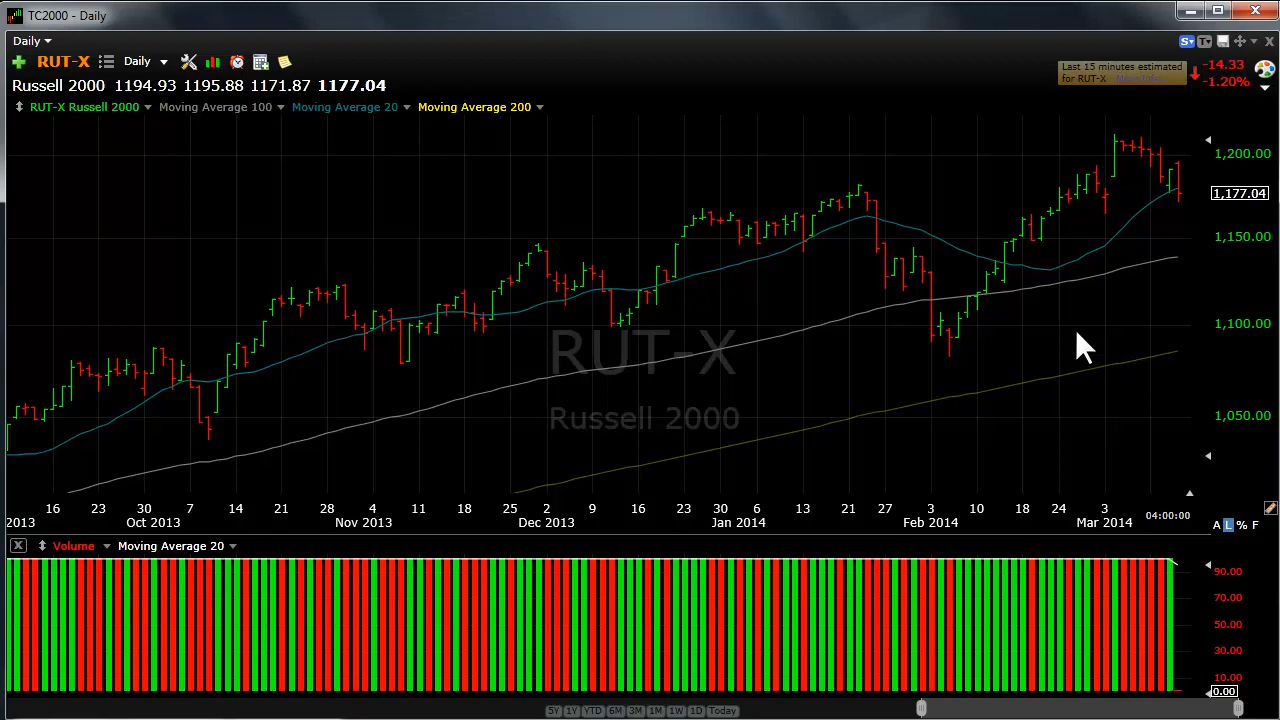 TC2000 - Daily
Daily
S T
RUT-X Daily
Last 15 minutes estimated
for RUT-X More Info...
-14.33
-1.20%
Russell 2000 1194.93 1195.88 1171.87 1177.04
RUT-X Russell 2000 Moving Average 100 Moving Average 20 Moving Average 200
1,200.00
1,177.04
1,150.00
1,100.00
1,050.00
RUT-X
Russell 2000
16 23 30 7 14 21 28 4 11 18 25 2 9 16 23 30 6 13 21 27 3 10 18 24 3
2013 Oct 2013 Nov 2013 Dec 2013 Jan 2014 Feb 2014 Mar 2014
04:00:00
A L % F
X Volume Moving Average 20
90.00
70.00
50.00
30.00
10.00
0.00
5Y 1Y YTD 6M 3M 1M 1W 1D Today